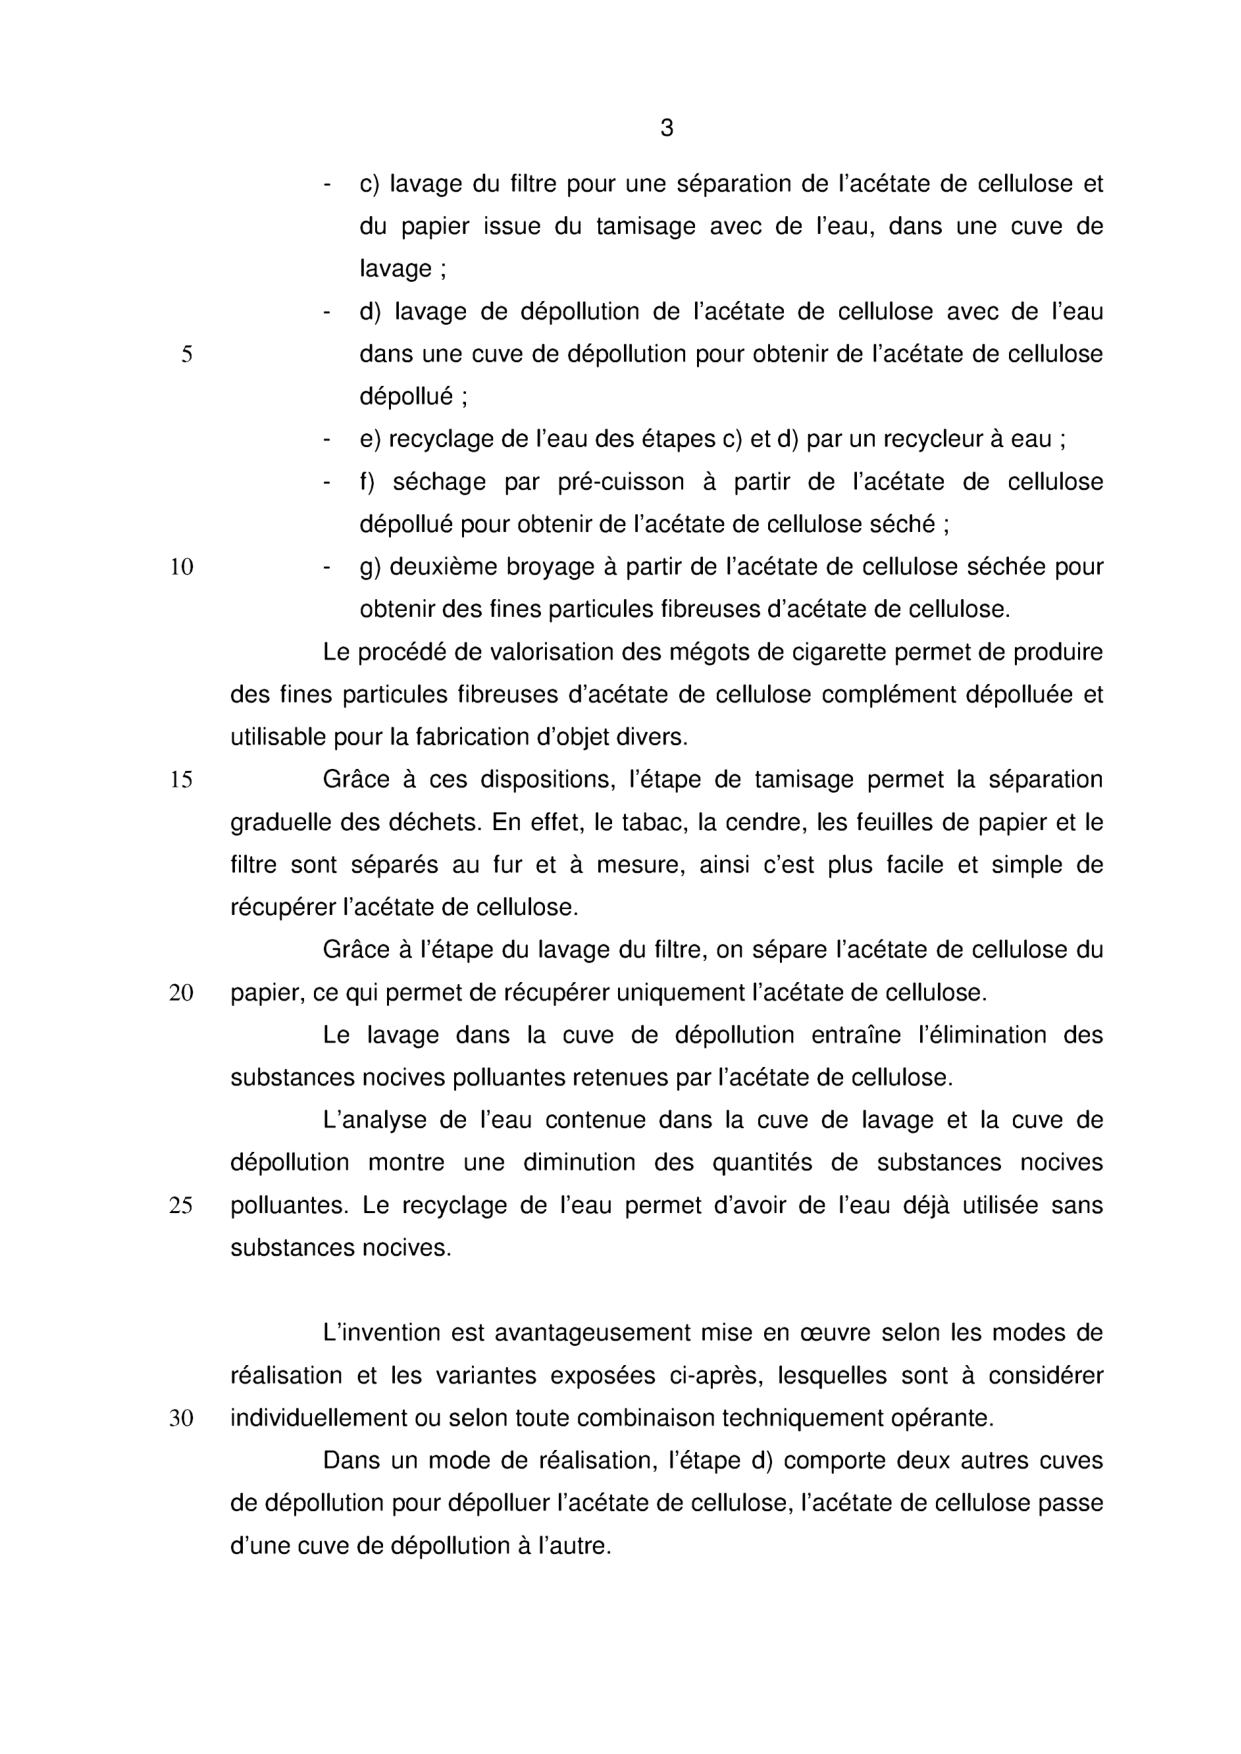 3
- c) lavage du filtre pour une séparation de l'acétate de cellulose et
du papier issue du tamisage avec de l'eau, dans une cuve de
lavage ;
- d) lavage de dépollution de l'acétate de cellulose avec de l'eau
5 dans une cuve de dépollution pour obtenir de l'acétate de cellulose
dépollué ;
- e) recyclage de l'eau des étapes c) et d) par un recycleur à eau ;
- f) séchage par pré-cuisson à partir de l'acétate de cellulose
dépollué pour obtenir de l'acétate de cellulose séché ;
10 - g) deuxième broyage à partir de l'acétate de cellulose séchée pour
obtenir des fines particules fibreuses d'acétate de cellulose.
Le procédé de valorisation des mégots de cigarette permet de produire
des fines particules fibreuses d'acétate de cellulose complément dépolluée et
utilisable pour la fabrication d'objet divers.
15 Grâce à ces dispositions, l'étape de tamisage permet la séparation
graduelle des déchets. En effet, le tabac, la cendre, les feuilles de papier et le
filtre sont séparés au fur et à mesure, ainsi c'est plus facile et simple de
récupérer l'acétate de cellulose.
Grâce à l'étape du lavage du filtre, on sépare l'acétate de cellulose du
20 papier, ce qui permet de récupérer uniquement l'acétate de cellulose.
Le lavage dans la cuve de dépollution entraîne l'élimination des
substances nocives polluantes retenues par l'acétate de cellulose.
L'analyse de l'eau contenue dans la cuve de lavage et la cuve de
dépollution montre une diminution des quantités de substances nocives
25 polluantes. Le recyclage de l'eau permet d'avoir de l'eau déjà utilisée sans
substances nocives.
L'invention est avantageusement mise en œuvre selon les modes de
réalisation et les variantes exposées ci-après, lesquelles sont à considérer
30 individuellement ou selon toute combinaison techniquement opérante.
Dans un mode de réalisation, l'étape d) comporte deux autres cuves
de dépollution pour dépolluer l'acétate de cellulose, l'acétate de cellulose passe
d'une cuve de dépollution à l'autre.